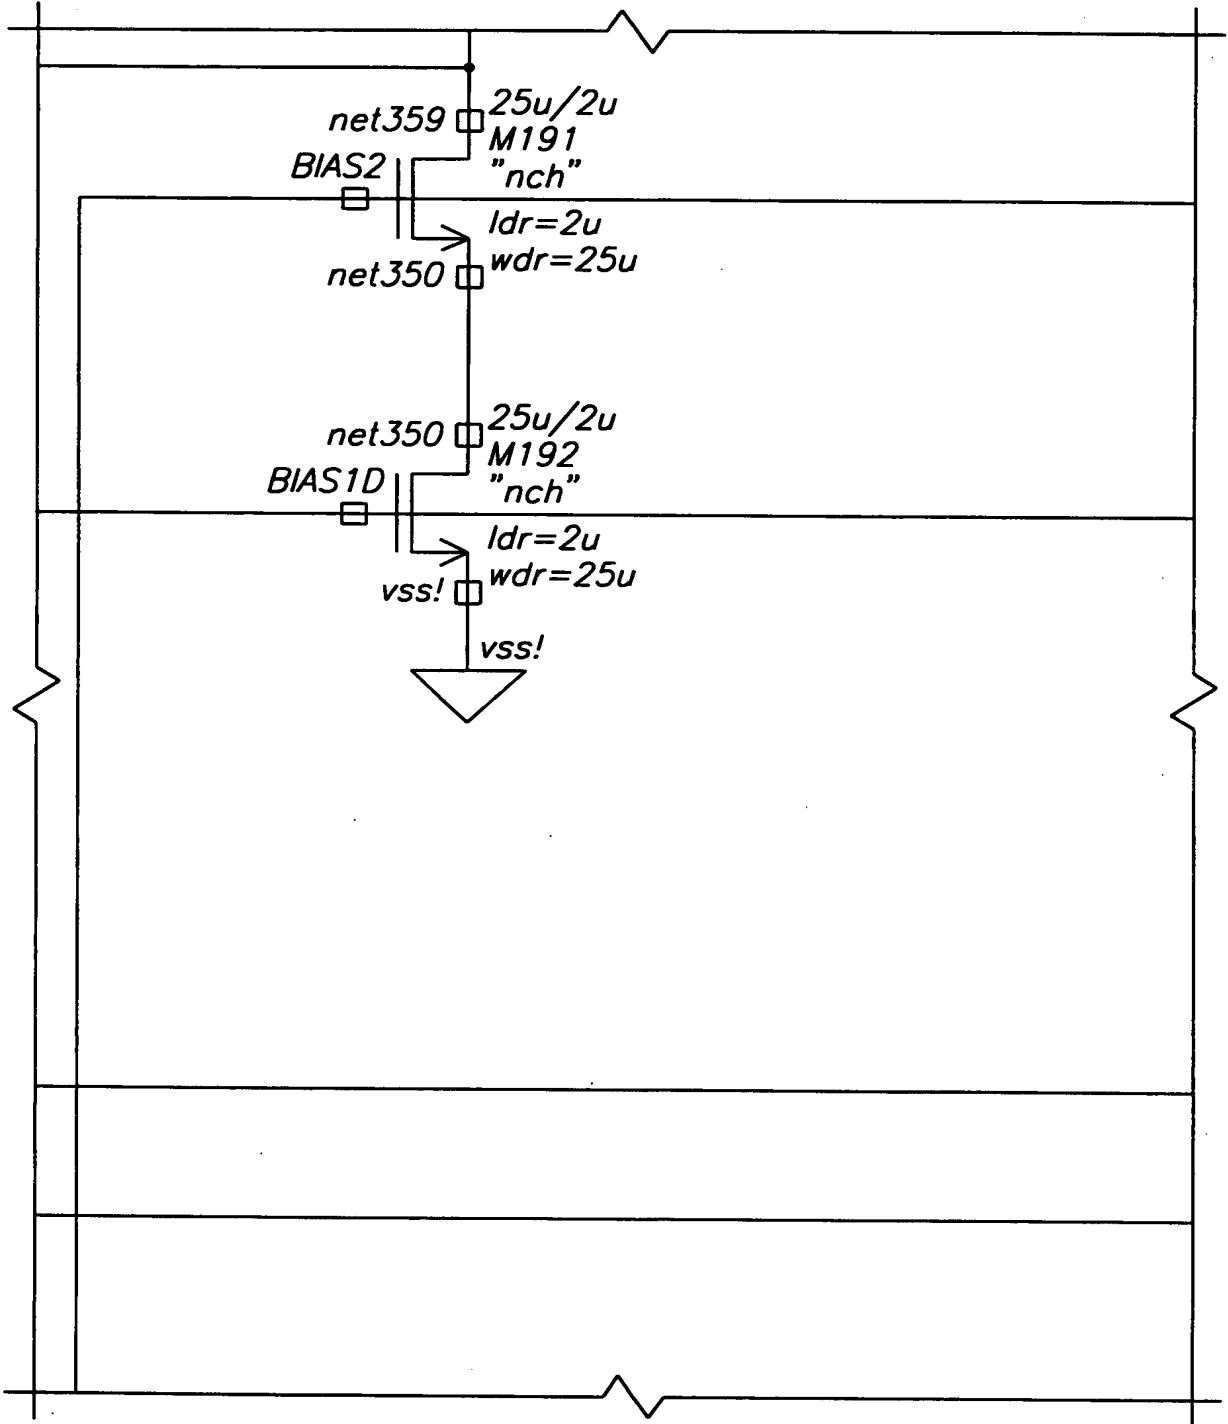 net359
25u/2u
M191
"nch"
BIAS2
ldr=2u
wdr=25u
net350
net350
25u/2u
M192
"nch"
BIAS1D
ldr=2u
wdr=25u
vss!
vss!